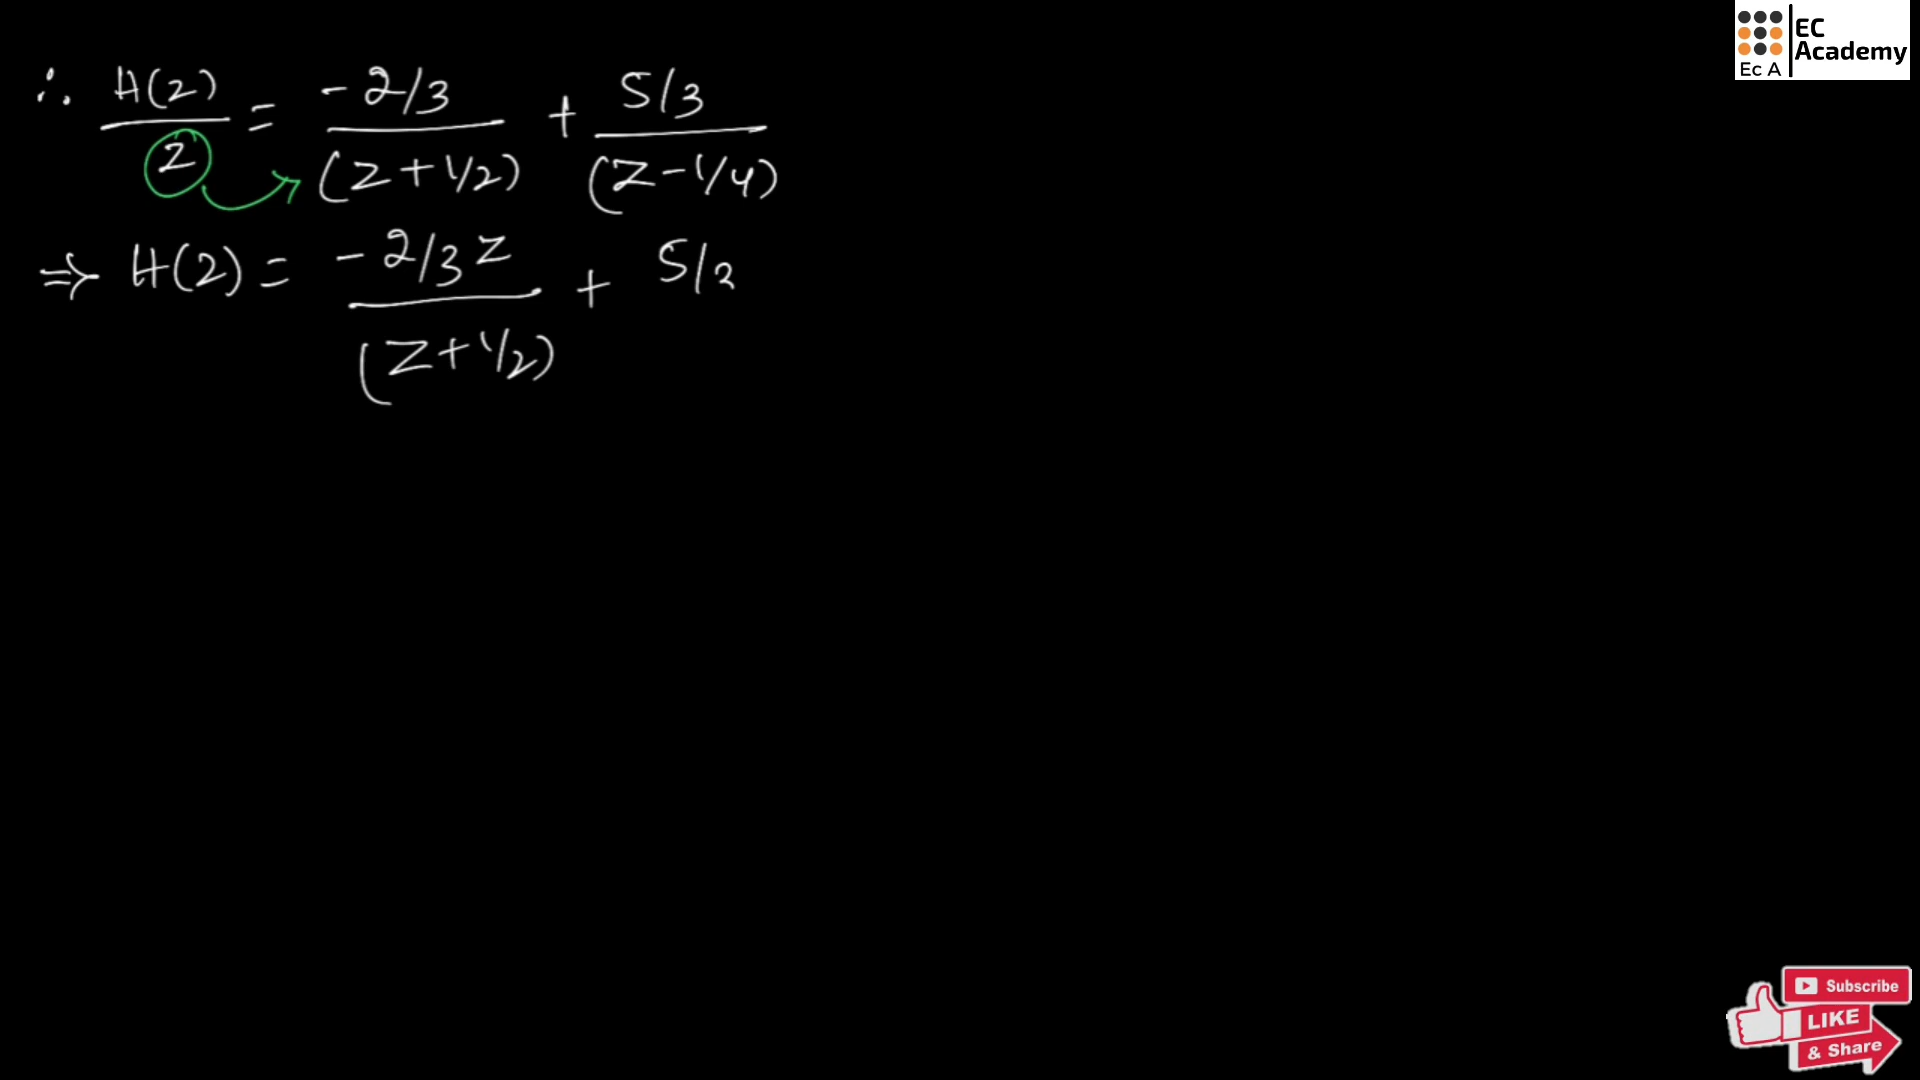 EC Academy
Ec A
∴ H(z)/z = -2/3/(z+1/2) + 5/3/(z-1/4)
⇒ H(z) = -2/3 z/(z+1/2) + 5/3
Subscribe
LIKE
& Share